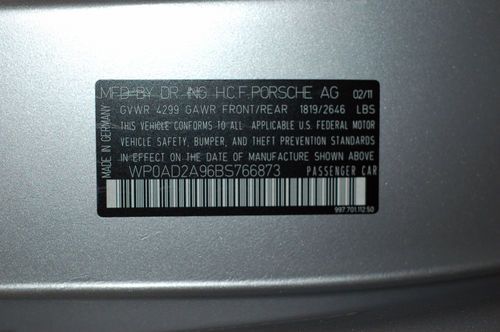 MFD BY DR. ING. H.C.F. PORSCHE AG 02/11
GVWR 4299 GAWR FRONT/REAR 1819/2646 LBS
THIS VEHICLE CONFORMS TO ALL APPLICABLE U.S. FEDERAL MOTOR
VEHICLE SAFETY, BUMPER, AND THEFT PREVENTION STANDARDS
IN EFFECT ON THE DATE OF MANUFACTURE SHOWN ABOVE.
WP0AD2A96BS766873 PASSENGER CAR
997.701.112.50
MADE IN GERMANY